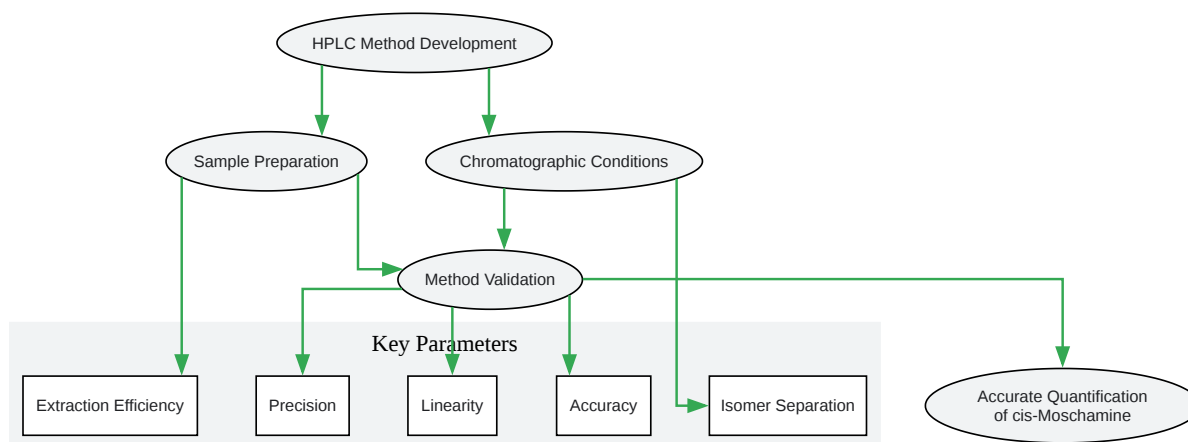 HPLC Method Development
Sample Preparation
Chromatographic Conditions
Method Validation
Key Parameters
Extraction Efficiency
Precision
Linearity
Accuracy
Isomer Separation
Accurate Quantification
of cis-Moschamine